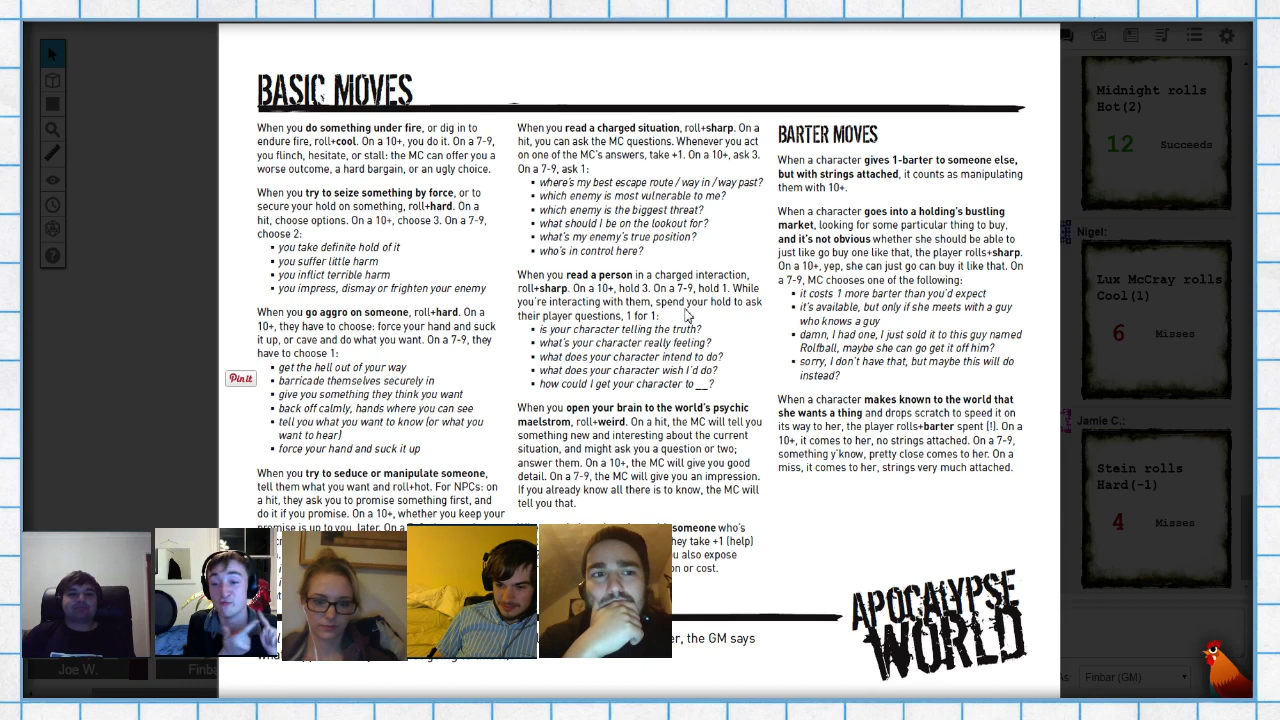 BASIC MOVES
When you do something under fire, or dig in to
endure fire, roll+cool. On a 10+, you do it. On a 7-9,
you flinch, hesitate, or stall: the MC can offer you a
worse outcome, a hard bargain, or an ugly choice.
When you try to seize something by force, or to
secure your hold on something, roll+hard. On a
hit, choose options. On a 10+, choose 3. On a 7-9,
choose 2:
▪ you take definite hold of it
▪ you suffer little harm
▪ you inflict terrible harm
▪ you impress, dismay or frighten your enemy
When you go aggro on someone, roll+hard. On a
10+, they have to choose: force your hand and suck
it up, or cave and do what you want. On a 7-9, they
have to choose 1:
▪ get the hell out of your way
▪ barricade themselves securely in
▪ give you something they think you want
▪ back off calmly, hands where you can see
▪ tell you what you want to know (or what you
want to hear)
▪ force your hand and suck it up
When you try to seduce or manipulate someone,
tell them what you want and roll+hot. For NPCs: on
a hit, they ask you to promise something first, and
do it if you promise. On a 10+, whether you keep your
promise is up to you, later. On a
When you read a charged situation, roll+sharp. On a
hit, you can ask the MC questions. Whenever you act
on one of the MC's answers, take +1. On a 10+, ask 3.
On a 7-9, ask 1:
▪ where's my best escape route / way in / way past?
▪ which enemy is most vulnerable to me?
▪ which enemy is the biggest threat?
▪ what should I be on the lookout for?
▪ what's my enemy's true position?
▪ who's in control here?
When you read a person in a charged interaction,
roll+sharp. On a 10+, hold 3. On a 7-9, hold 1. While
you're interacting with them, spend your hold to ask
their player questions, 1 for 1:
▪ is your character telling the truth?
▪ what's your character really feeling?
▪ what does your character intend to do?
▪ what does your character wish I'd do?
▪ how could I get your character to __?
When you open your brain to the world's psychic
maelstrom, roll+weird. On a hit, the MC will tell you
something new and interesting about the current
situation, and might ask you a question or two;
answer them. On a 10+, the MC will give you good
detail. On a 7-9, the MC will give you an impression.
If you already know all there is to know, the MC will
tell you that.
someone who's
they take +1 (help)
also expose
on or cost.
BARTER MOVES
When a character gives 1-barter to someone else,
but with strings attached, it counts as manipulating
them with 10+.
When a character goes into a holding's bustling
market, looking for some particular thing to buy,
and it's not obvious whether she should be able to
just like go buy one like that, the player rolls+sharp.
On a 10+, yep, she can just go can buy it like that. On
a 7-9, MC chooses one of the following:
▪ it costs 1 more barter than you'd expect
▪ it's available, but only if she meets with a guy
who knows a guy
▪ damn, I had one, I just sold it to this guy named
Rolfball, maybe she can go get it off him?
▪ sorry, I don't have that, but maybe this will do
instead?
When a character makes known to the world that
she wants a thing and drops scratch to speed it on
its way to her, the player rolls+barter spent (!). On a
10+, it comes to her, no strings attached. On a 7-9,
something y'know, pretty close comes to her. On a
miss, it comes to her, strings very much attached.
the GM says
APOCALYPSE
WORLD
Pin it
Midnight rolls
Hot(2)
12 Succeeds
Nigel:
Lux McCray rolls
Cool(1)
6 Misses
Jamie C.:
Stein rolls
Hard(-1)
4 Misses
As: Finbar (GM)
Joe W.
Finba